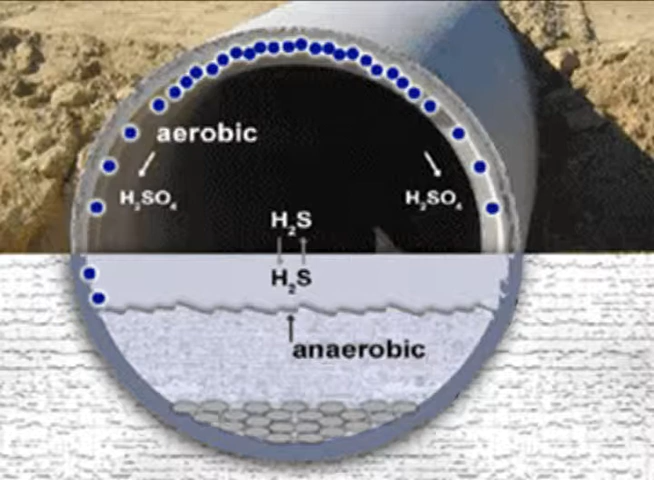 aerobic
H₂SO₄ H₂SO₄
H₂S
H₂S
anaerobic